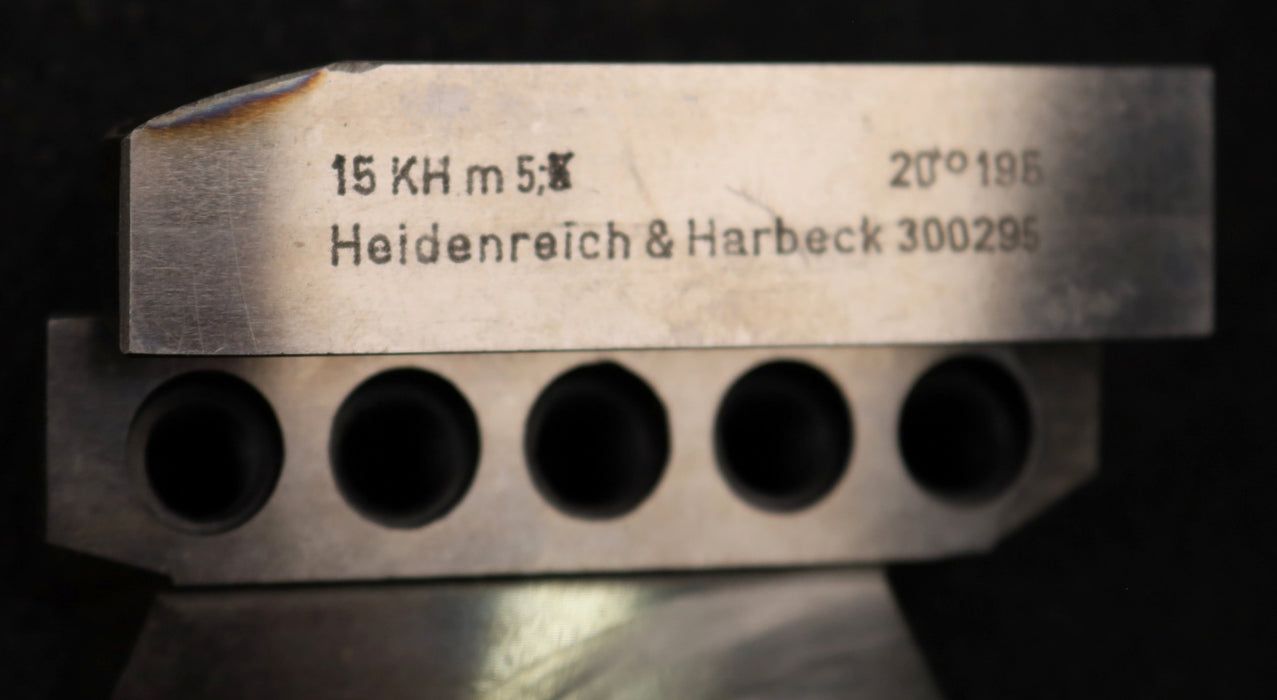 15 KH m 5; 20° 195
Heidenreich & Harbeck 300295